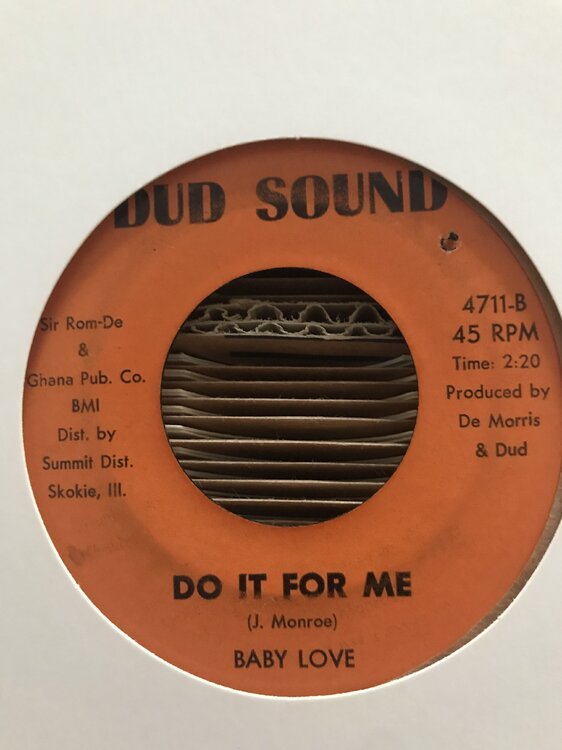 DUD SOUND
Sir Rom-De
&
Ghana Pub. Co.
BMI
Dist. by
Summit Dist.
Skokie, Ill.
4711-B
45 RPM
Time: 2:20
Produced by
De Morris
& Dud
DO IT FOR ME
(J. Monroe)
BABY LOVE